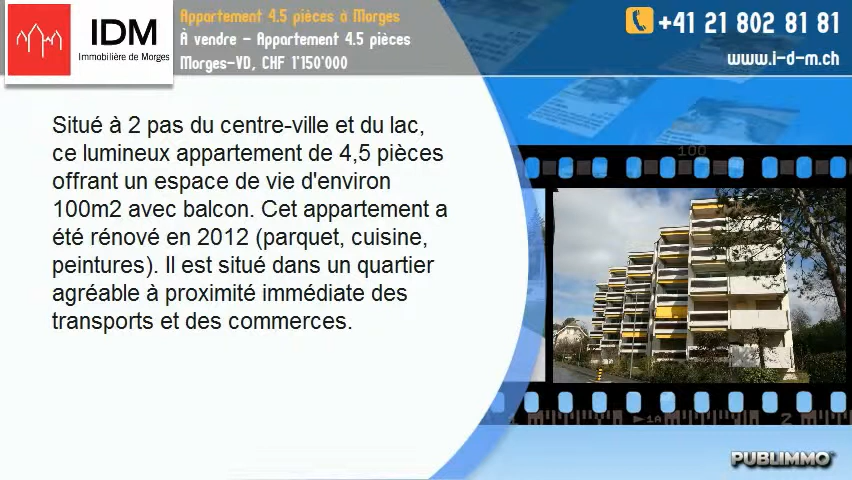 IDM
Immobilière de Morges
Appartement 4.5 pièces à Morges
À vendre - Appartement 4.5 pièces
Morges-VD, CHF 1'150'000
+41 21 802 81 81
www.i-d-m.ch
Situé à 2 pas du centre-ville et du lac,
ce lumineux appartement de 4,5 pièces
offrant un espace de vie d'environ
100m2 avec balcon. Cet appartement a
été rénové en 2012 (parquet, cuisine,
peintures). Il est situé dans un quartier
agréable à proximité immédiate des
transports et des commerces.
100
1
1A
2
PUBLIMMO